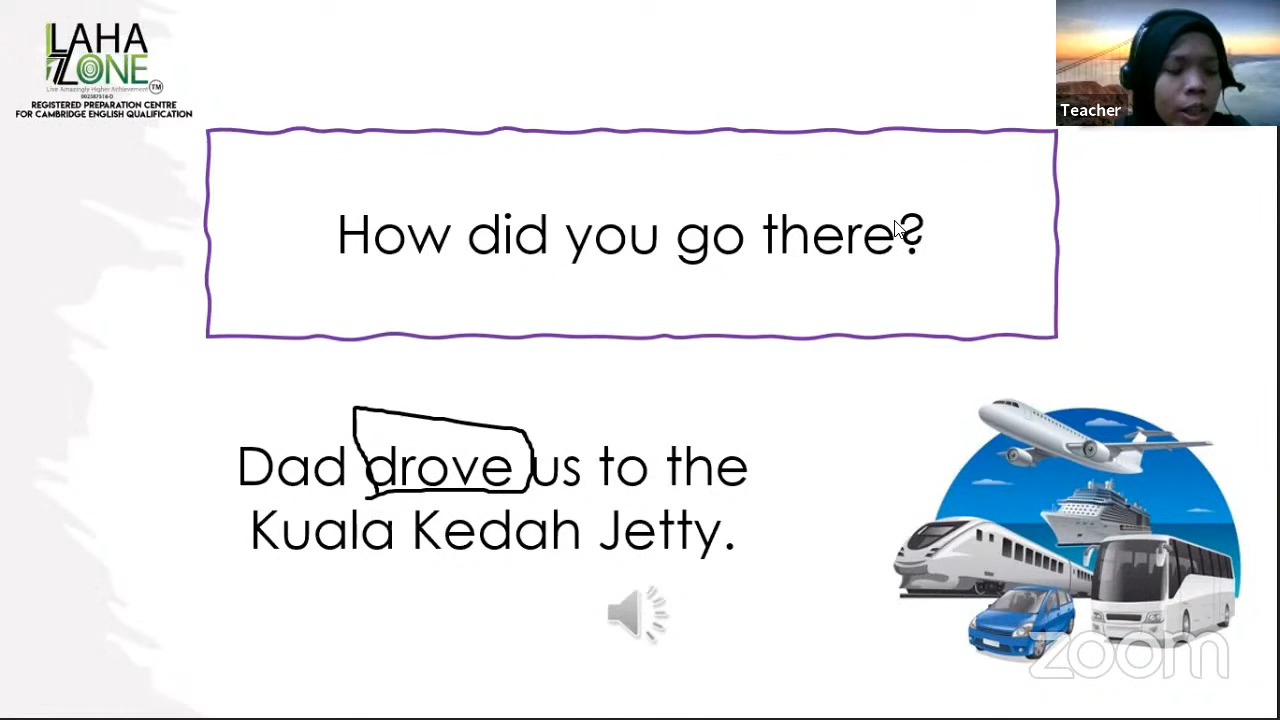 LAHA
ZONE
Live Amazingly Higher Achievement
TM
REGISTERED PREPARATION CENTRE
FOR CAMBRIDGE ENGLISH QUALIFICATION
Teacher
How did you go there?
Dad drove us to the
Kuala Kedah Jetty.
zoom